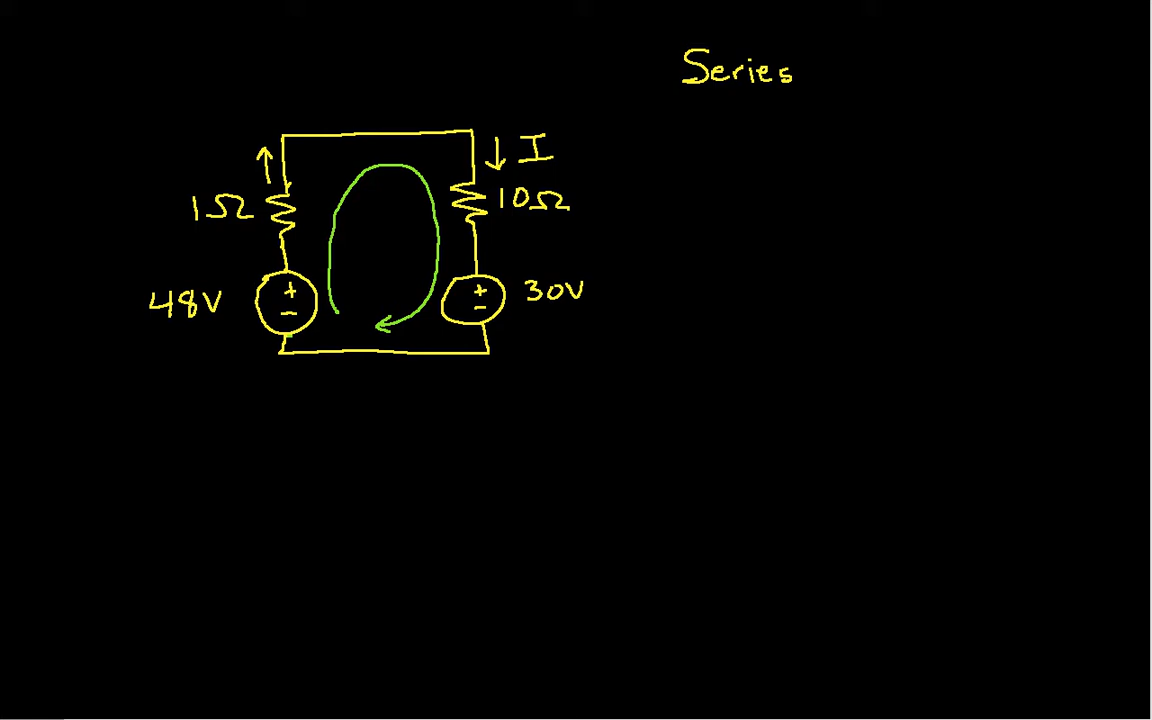 Series
I
1Ω
10Ω
48V
+
−
+
−
30V